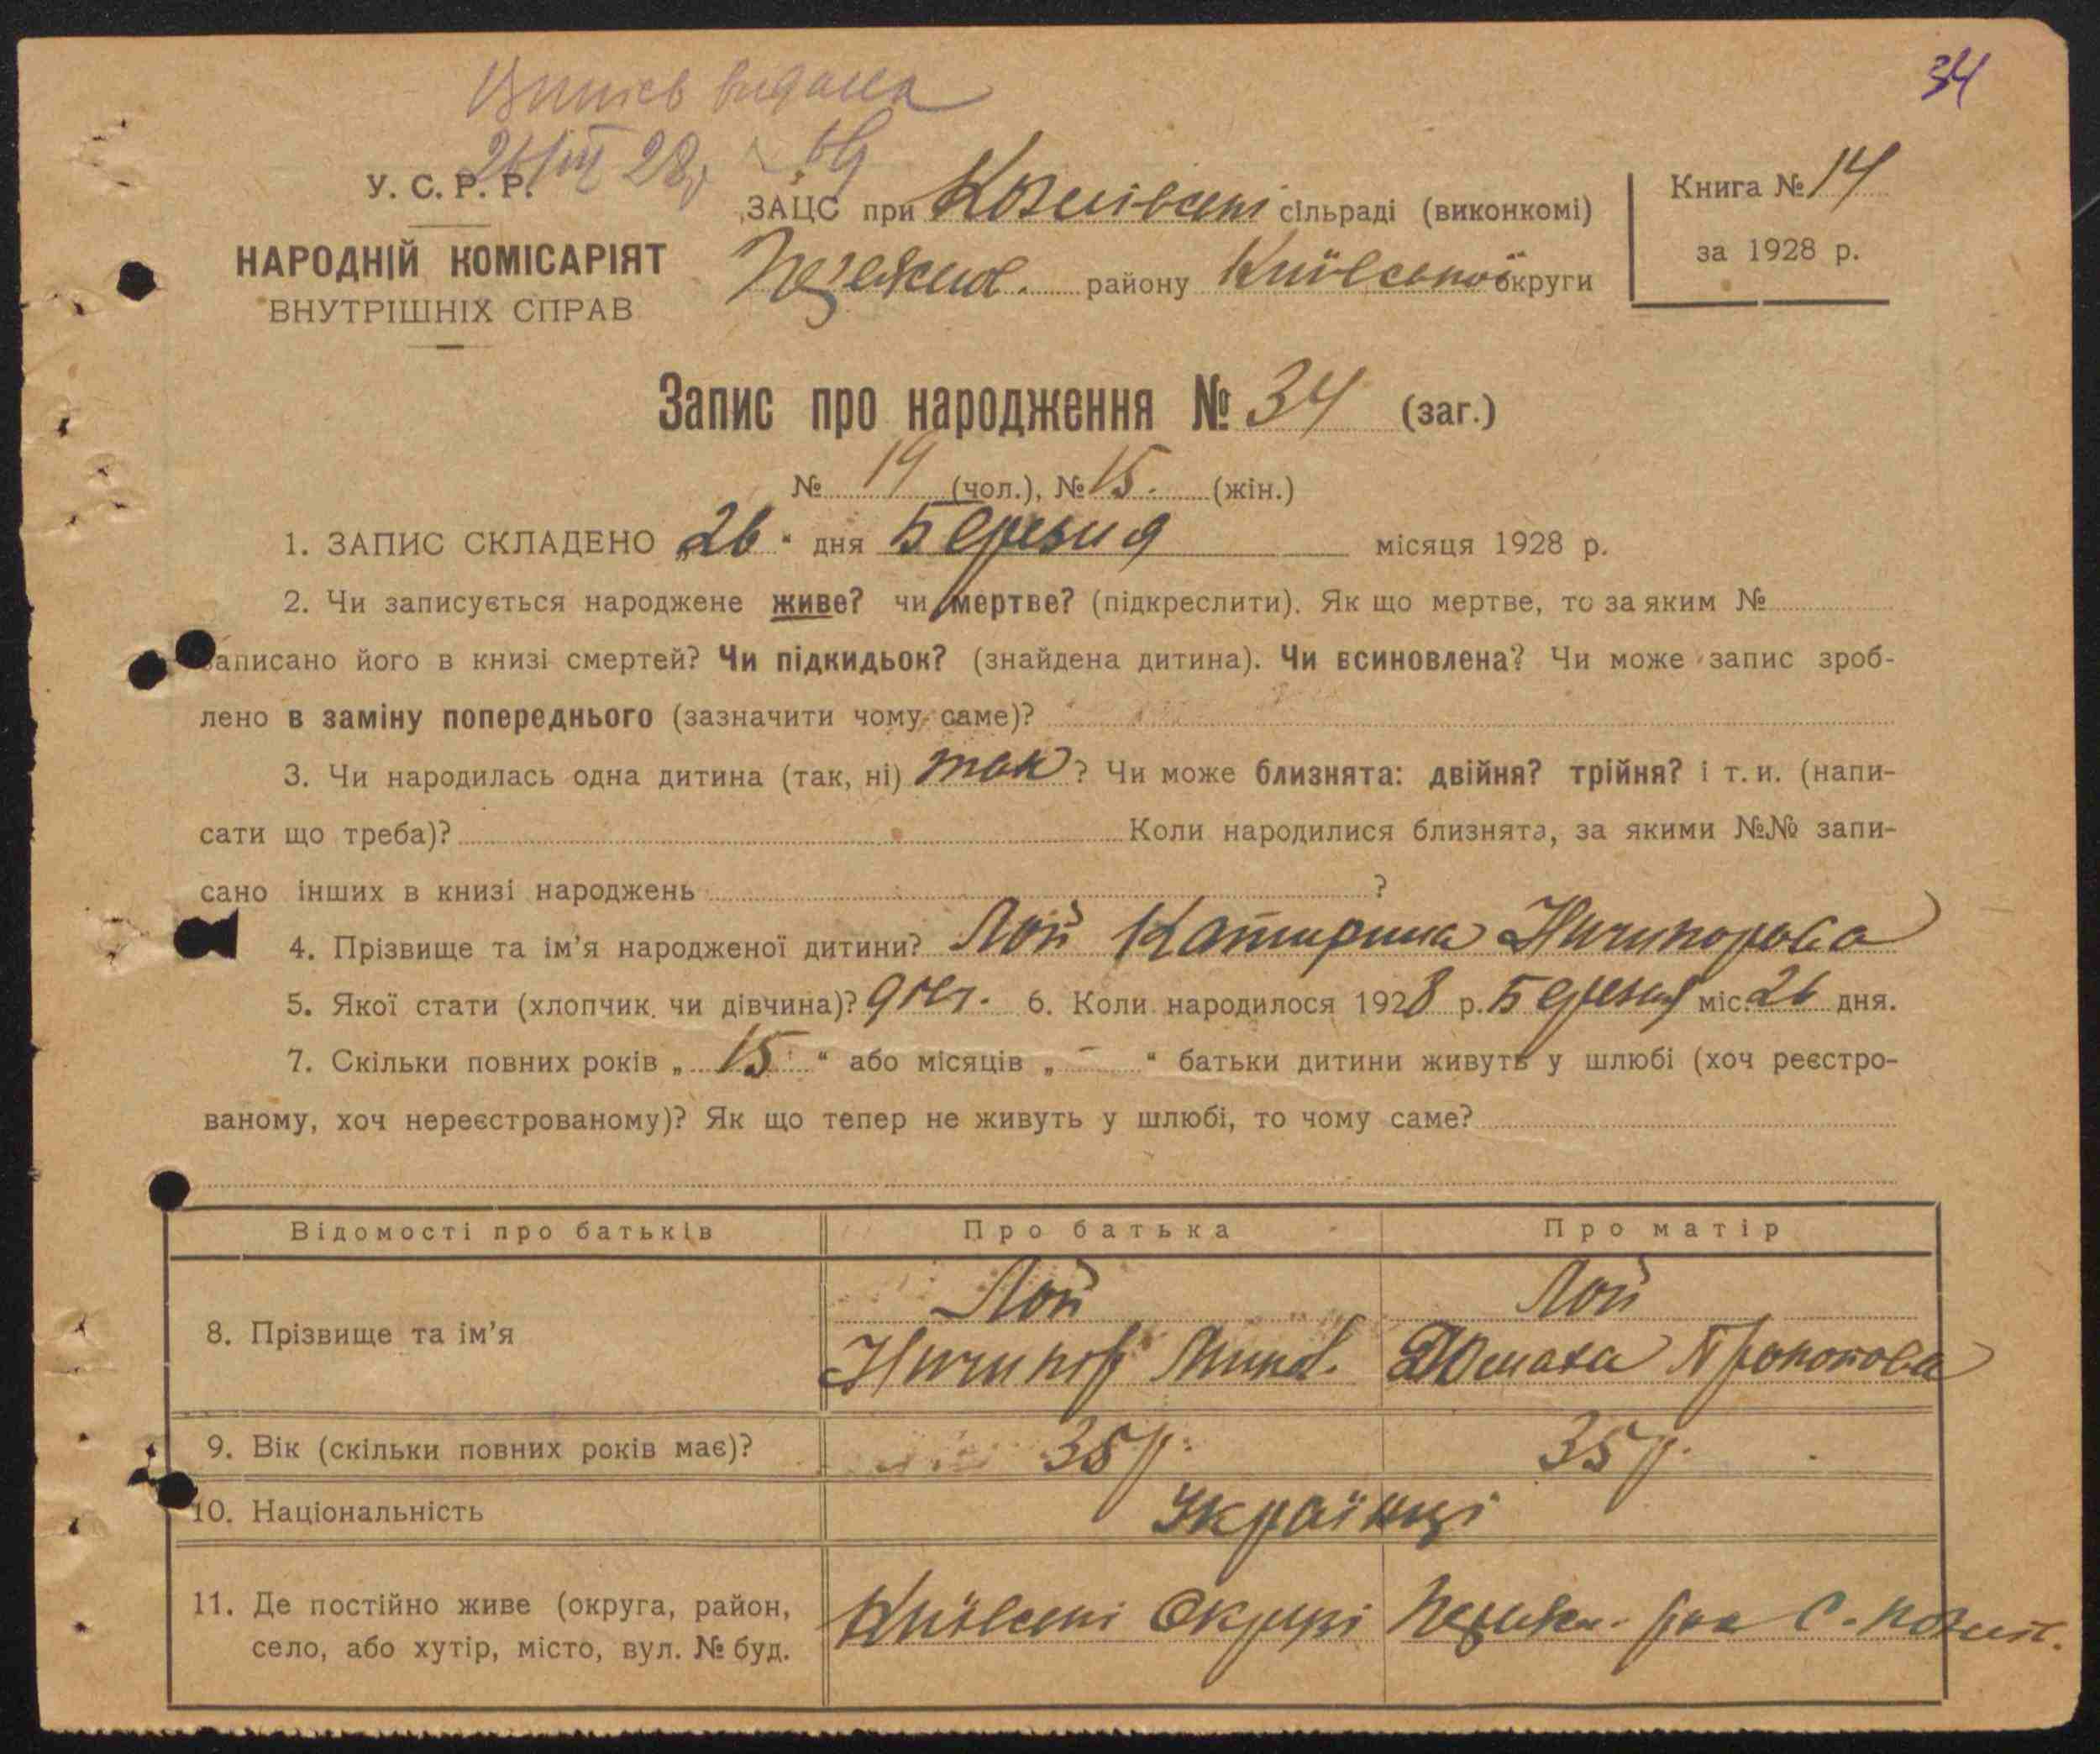 34
Випись видана
26/III 28 р.
У. С. Р. Р.
НАРОДНІЙ КОМІСАРІЯТ
ВНУТРІШНІХ СПРАВ
ЗАЦС при сільраді (виконкомі)
району Київської округи
Книга № 14
за 1928 р.
Запис про народження № 34 (заг.)
№ 19 (чол.), № 15. (жін.)
1. ЗАПИС СКЛАДЕНО „26“ дня Березня місяця 1928 р.
2. Чи записується народжене живе? чи мертве? (підкреслити). Як що мертве, то за яким №
записано його в книзі смертей? Чи підкидьок? (знайдена дитина). Чи всиновлена? Чи може запис зроб-
лено в заміну попереднього (зазначити чому саме)?
3. Чи народилась одна дитина (так, ні) так? Чи може близнята: двійня? трійня? і т. и. (напи-
сати що треба)? Коли народилися близнята, за якими №№ запи-
сано інших в книзі народжень ?
4. Прізвище та ім’я народженої дитини? Лой Катирина Ничипорова
5. Якої стати (хлопчик, чи дівчина)? 6. Коли народилося 1928 р. Березня міс. 26 дня.
7. Скільки повних років „15“ або місяців „-“ батьки дитини живуть у шлюбі (хоч реєстро-
ваному, хоч нереєстрованому)? Як що тепер не живуть у шлюбі, то чому саме?
Відомості про батьків Про батька Про матір
8. Прізвище та ім’я
Лой Лой
Ничипор Прокопова
9. Вік (скільки повних років має)? 35 р. 35 р.
10. Національність Українці
11. Де постійно живе (округа, район,
село, або хутір, місто, вул. № буд.
Київські Окрузі с.